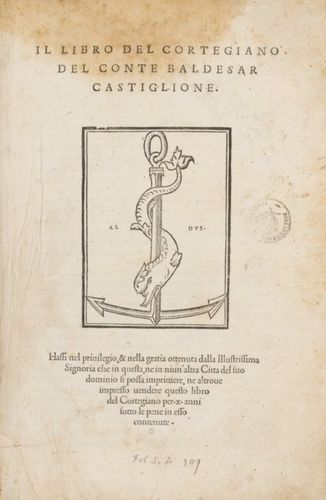 IL LIBRO DEL CORTEGIANO
DEL CONTE BALDESAR
CASTIGLIONE.
AL DVS.
Hassi nel priuilegio, & nella gratia ottenuta dalla Illustrissima
Signoria che in questa, ne in niun'altra Citta del suo
dominio si possa imprimere, ne altroue
impresso uendere questo libro
del Cortegiano per·x·anni
sotto le pene in esso
contenute.
Fol. S. A 309